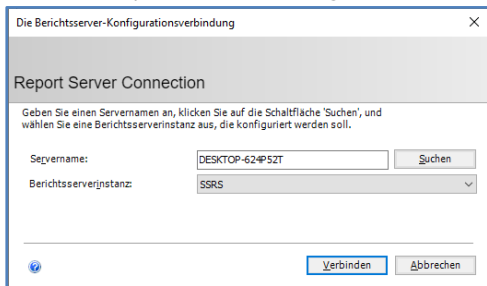 Die Berichtsserver-Konfigurationsverbindung
Report Server Connection
Geben Sie einen Servernamen an, klicken Sie auf die Schaltfläche 'Suchen', und
wählen Sie eine Berichtsserverinstanz aus, die konfiguriert werden soll.
Servername:
DESKTOP-624P52T
Suchen
Berichtsserverinstanz:
SSRS
Verbinden
Abbrechen